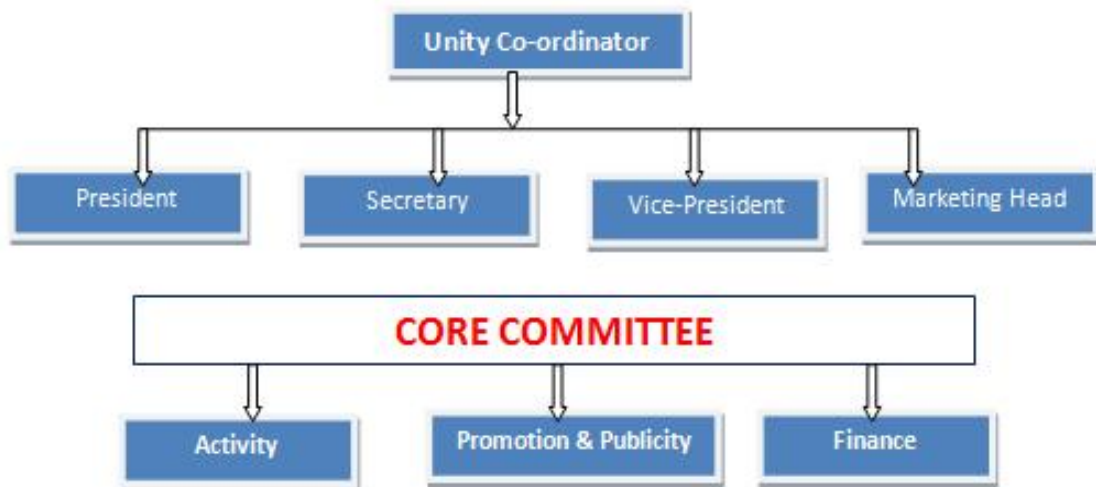 Unity Co-ordinator
President
Secretary
Vice-President
Marketing Head
CORE COMMITTEE
Activity
Promotion & Publicity
Finance